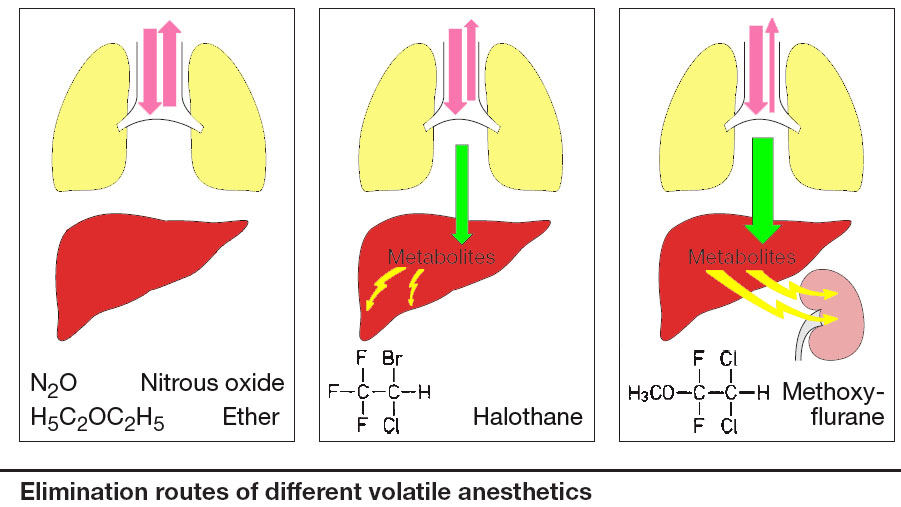 N₂O Nitrous oxide
H₅C₂OC₂H₅ Ether
Metabolites
F Br
F–C–C–H
F Cl
Halothane
Metabolites
F Cl
H₃CO–C–C–H
F Cl
Methoxy-
flurane
Elimination routes of different volatile anesthetics